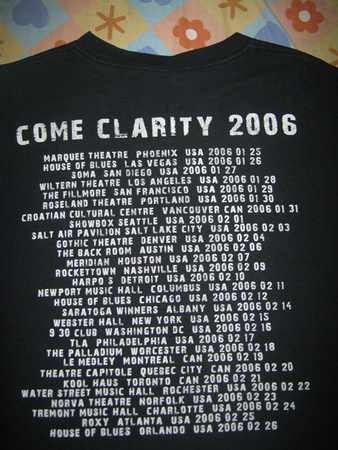 COME CLARITY 2006
MARQUEE THEATRE PHOENIX USA 2006 01 25
HOUSE OF BLUES LAS VEGAS USA 2006 01 26
SOMA SAN DIEGO USA 2006 01 27
WILTERN THEATRE LOS ANGELES USA 2006 01 28
THE FILLMORE SAN FRANCISCO USA 2006 01 29
ROSELAND THEATRE PORTLAND USA 2006 01 30
CROATIAN CULTURAL CENTRE VANCOUVER CAN 2006 01 31
SHOWBOX SEATTLE USA 2006 02 01
SALT AIR PAVILION SALT LAKE CITY USA 2006 02 03
GOTHIC THEATRE DENVER USA 2006 02 04
THE BACK ROOM AUSTIN USA 2006 02 06
MERIDIAN HOUSTON USA 2006 02 07
ROCKETTOWN NASHVILLE USA 2006 02 09
HARPO S DETROIT USA 2006 02 10
NEWPORT MUSIC HALL COLUMBUS USA 2006 02 11
HOUSE OF BLUES CHICAGO USA 2006 02 12
SARATOGA WINNERS ALBANY USA 2006 02 14
WEBSTER HALL NEW YORK USA 2006 02 15
9 30 CLUB WASHINGTON DC USA 2006 02 16
TLA PHILADELPHIA USA 2006 02 17
THE PALLADIUM WORCESTER USA 2006 02 18
LE MEDLEY MONTREAL CAN 2006 02 19
THEATRE CAPITOLE QUEBEC CITY CAN 2006 02 20
KOOL HAUS TORONTO CAN 2006 02 21
WATER STREET MUSIC HALL ROCHESTER USA 2006 02 22
NORVA THEATRE NORFOLK USA 2006 02 23
TREMONT MUSIC HALL CHARLOTTE USA 2006 02 24
ROXY ATLANTA USA 2006 02 25
HOUSE OF BLUES ORLANDO USA 2006 02 26